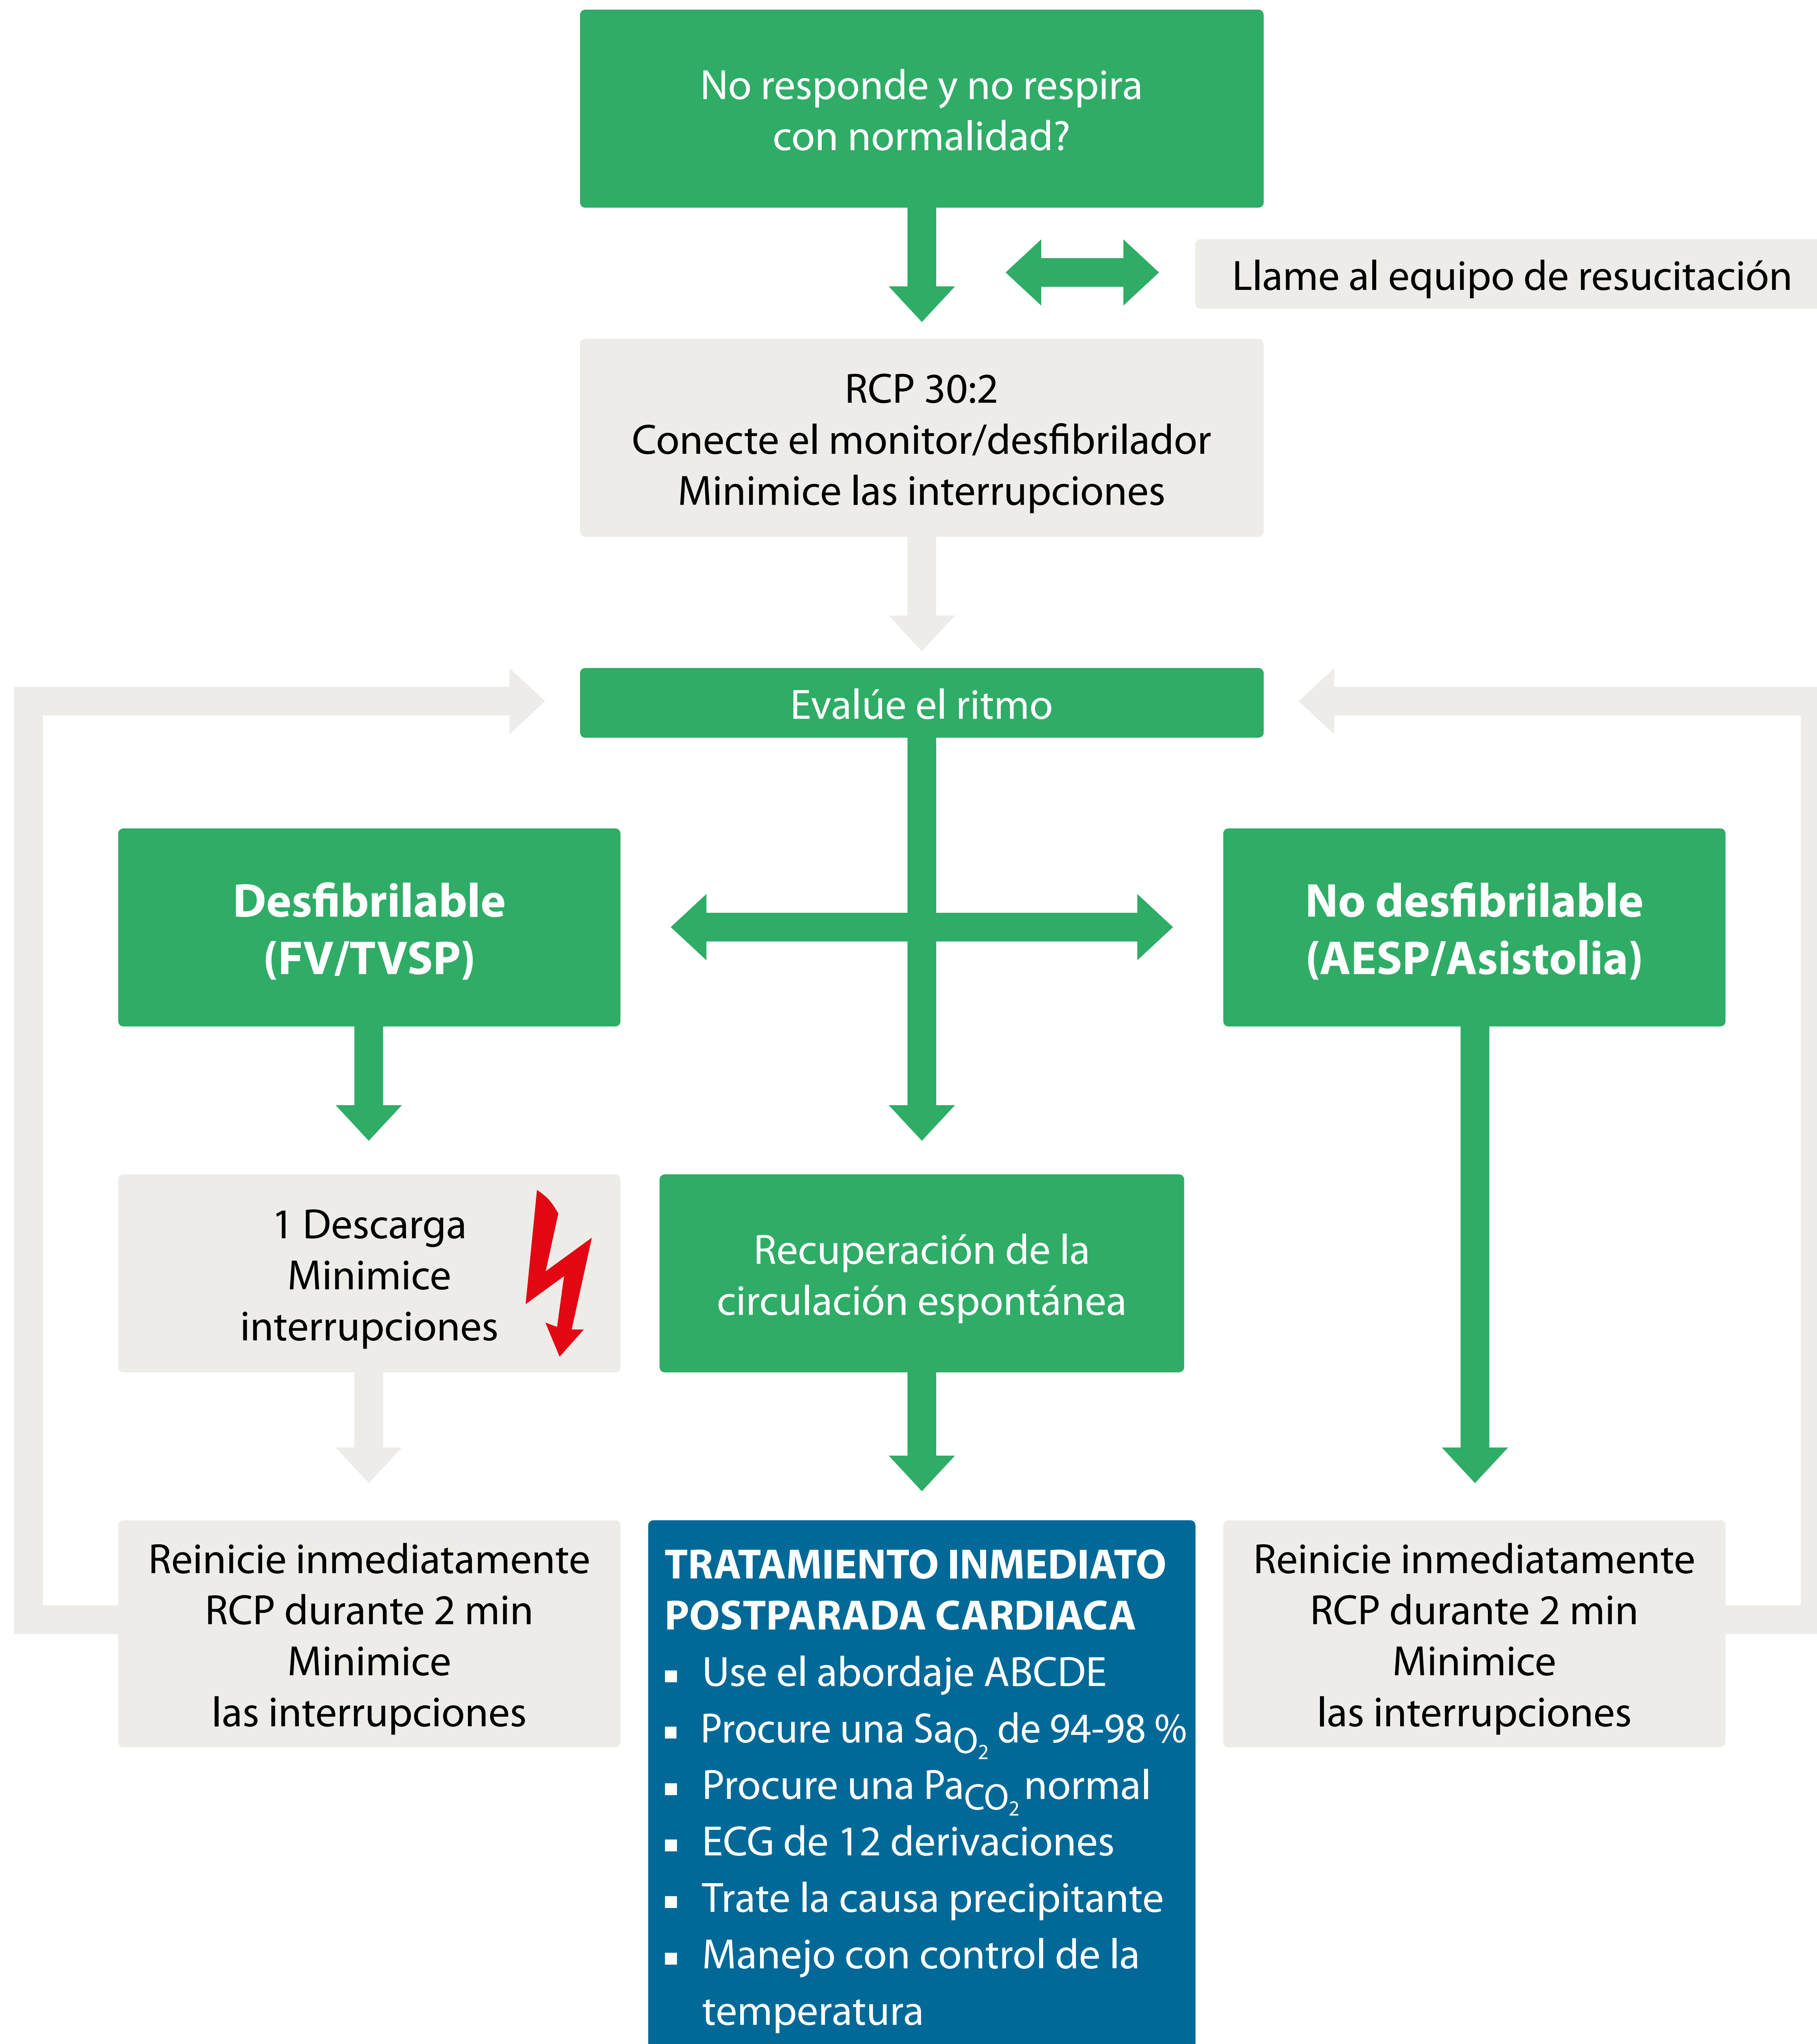 No responde y no respira
con normalidad?
Llame al equipo de resucitación
RCP 30:2
Conecte el monitor/desfibrilador
Minimice las interrupciones
Evalúe el ritmo
Desfibrilable
(FV/TVSP)
No desfibrilable
(AESP/Asistolia)
1 Descarga
Minimice
interrupciones
Recuperación de la
circulación espontánea
Reinicie inmediatamente
RCP durante 2 min
Minimice
las interrupciones
TRATAMIENTO INMEDIATO
POSTPARADA CARDIACA
▪ Use el abordaje ABCDE
▪ Procure una SaO₂ de 94-98 %
▪ Procure una PaCO₂ normal
▪ ECG de 12 derivaciones
▪ Trate la causa precipitante
▪ Manejo con control de la
temperatura
Reinicie inmediatamente
RCP durante 2 min
Minimice
las interrupciones